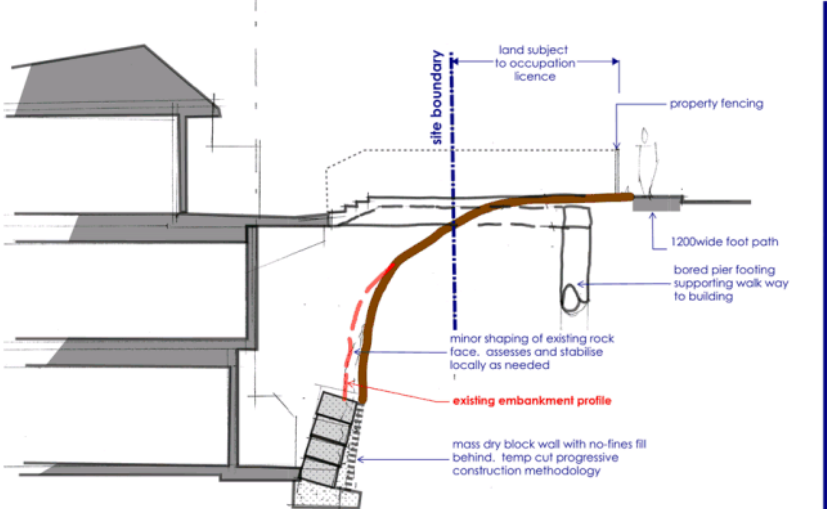 land subject
to occupation
licence
site boundary
property fencing
1200wide foot path
bored pier footing
supporting walk way
to building
minor shaping of existing rock
face. assesses and stabilise
locally as needed
existing embankment profile
mass dry block wall with no-fines fill
behind. temp cut progressive
construction methodology